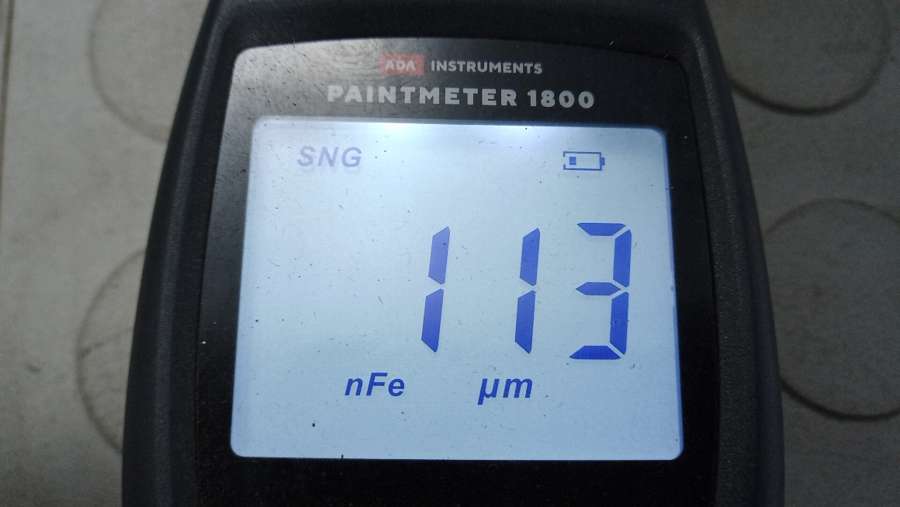 ADA INSTRUMENTS
PAINTMETER 1800
SNG
113
nFe µm